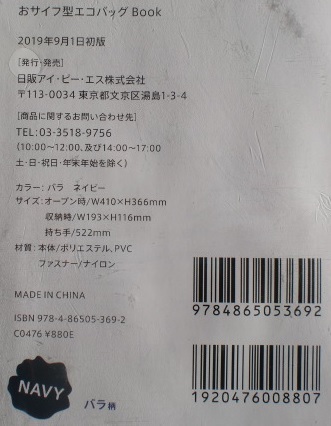 おサイフ型エコバッグ Book
2019年9月1日初版
[発行・発売]
日販アイ・ピー・エス株式会社
〒113-0034 東京都文京区湯島1-3-4
[商品に関するお問い合わせ先]
TEL:03-3518-9756
(10:00〜12:00、及び14:00〜17:00
土・日・祝日・年末年始を除く)
カラー: バラ ネイビー
サイズ:オープン時/W410×H366mm
収納時/W193×H116mm
持ち手/522mm
材質:本体/ポリエステル、PVC
ファスナー/ナイロン
MADE IN CHINA
ISBN 978-4-86505-369-2
C0476 ¥880E
9784865053692
1920476008807
NAVY
バラ柄